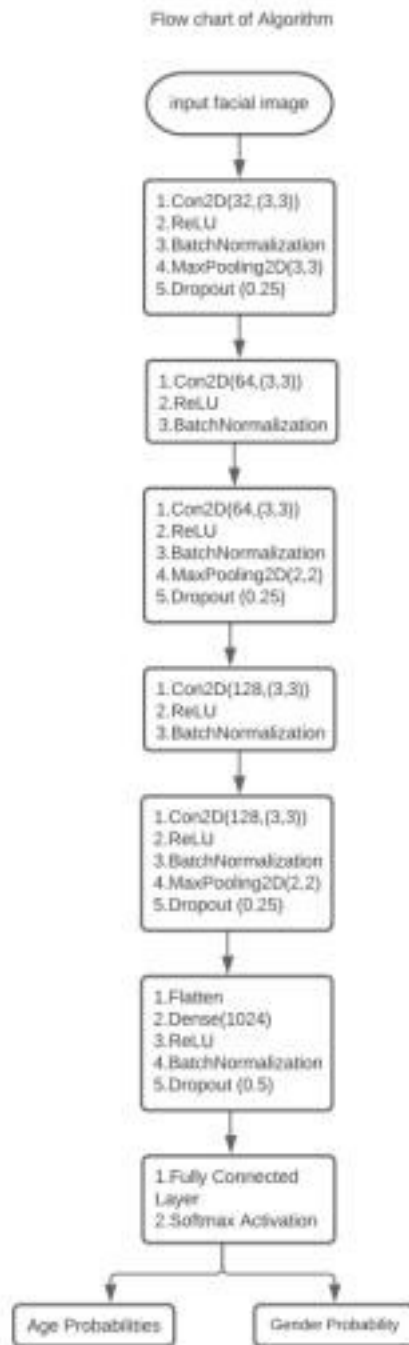 Flow chart of Algorithm
input facial image
1.Con2D(32,(3,3))
2.ReLU
3.BatchNormalization
4.MaxPooling2D(3,3)
5.Dropout (0.25)
1.Con2D(64,(3,3))
2.ReLU
3.BatchNormalization
1.Con2D(64,(3,3))
2.ReLU
3.BatchNormalization
4.MaxPooling2D(2,2)
5.Dropout (0.25)
1.Con2D(128,(3,3))
2.ReLU
3.BatchNormalization
1.Con2D(128,(3,3))
2.ReLU
3.BatchNormalization
4.MaxPooling2D(2,2)
5.Dropout (0.25)
1.Flatten
2.Dense(1024)
3.ReLU
4.BatchNormalization
5.Dropout (0.5)
1.Fully Connected
Layer
2.Softmax Activation
Age Probabilities
Gender Probability